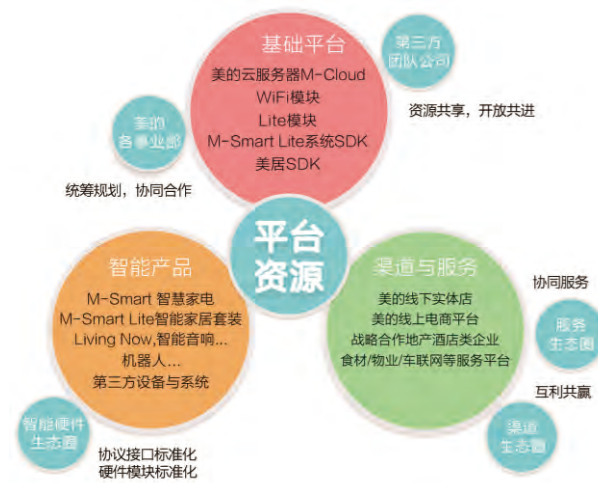 基础平台
美的云服务器M-Cloud
WiFi模块
Lite模块
M-Smart Lite系统SDK
美居SDK
第三方
团队公司
资源共享，开放共进
美的
各事业部
统筹规划，协同合作
平台
资源
智能产品
M-Smart 智慧家电
M-Smart Lite智能家居套装
Living Now,智能音响...
机器人...
第三方设备与系统
智能硬件
生态圈
协议接口标准化
硬件模块标准化
渠道与服务
美的线下实体店
美的线上电商平台
战略合作地产酒店类企业
食材/物业/车联网等服务平台
协同服务
服务
生态圈
互利共赢
渠道
生态圈